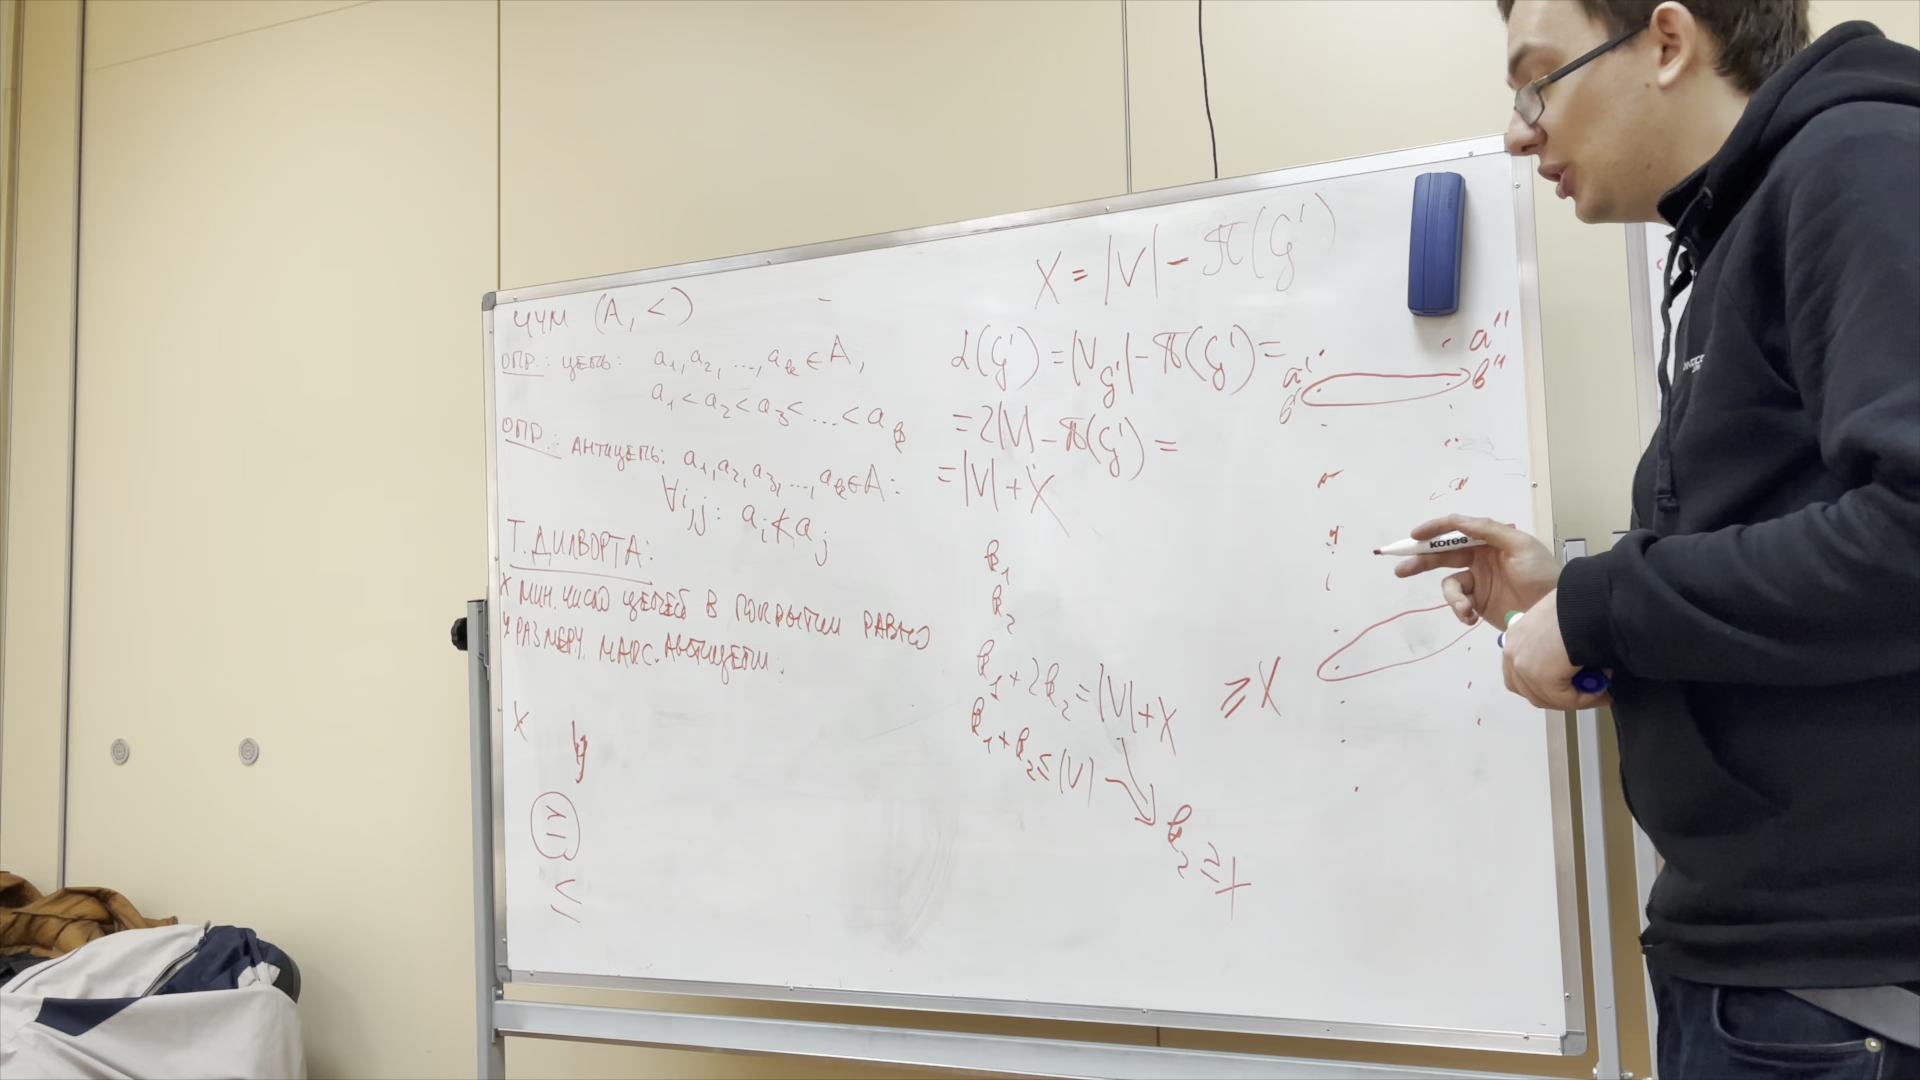 ЧУМ (A, <)
ОПР.: ЦЕПЬ: a₁, a₂, ..., aₖ ∈ A,
a₁ < a₂ < a₃ < ... < aₖ
ОПР.: АНТИЦЕПЬ: a₁, a₂, a₃, ..., aₖ ∈ A:
∀i,j: aᵢ ≮ aⱼ
Т. ДИЛВОРТА:
X МИН. ЧИСЛО ЦЕПЕЙ В ПОКРЫТИИ РАВНО
У РАЗМЕРУ МАКС. АНТИЦЕПИ.
X y
≤
X = |V| - π(G')
α(G') = |V_G'| - π(G') =
= 2|V| - π(G') =
= |V| + X
k₁
k₂
k₁ + 2k₂ = |V| + X ≥ X
k₁ + k₂ ≤ |V|
k₂ ≥ X
a' a''
b' b''
kores